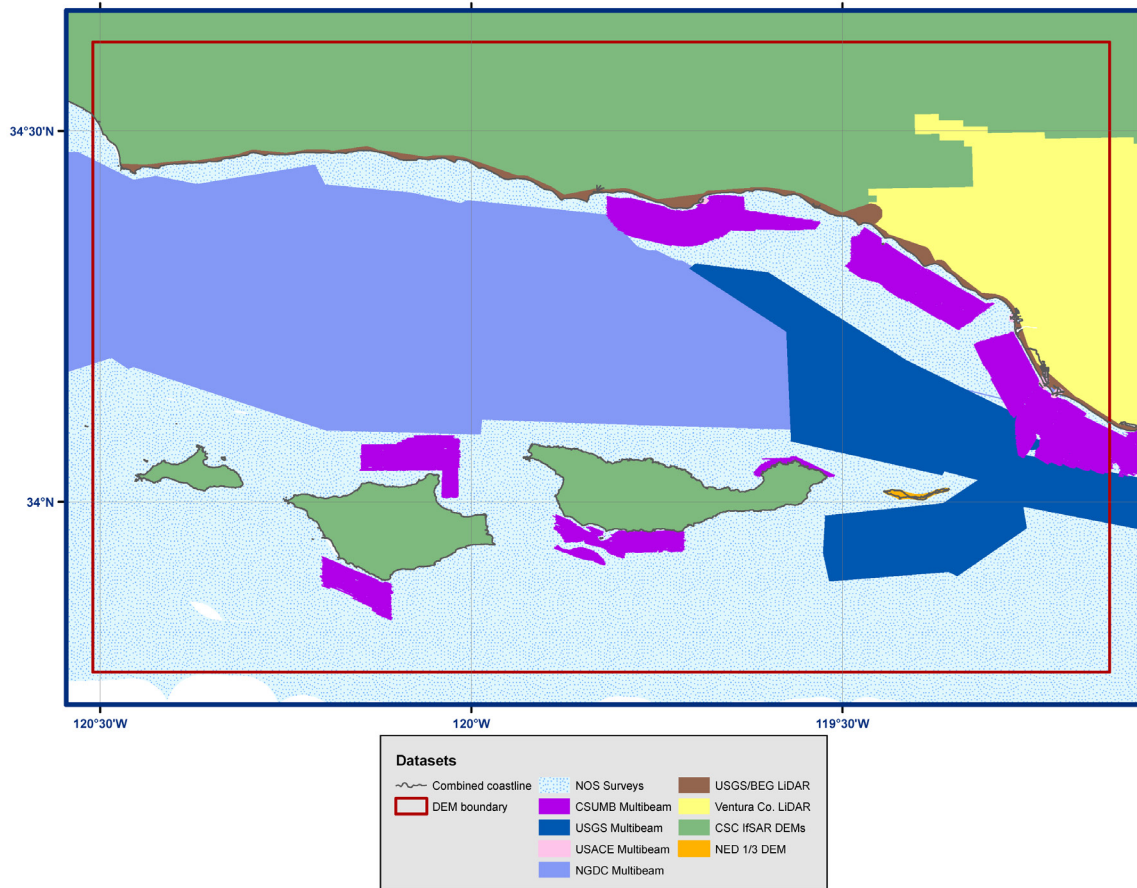 34°30'N
34°N
120°30'W
120°W
119°30'W
Datasets
Combined coastline
DEM boundary
NOS Surveys
CSUMB Multibeam
USGS Multibeam
USACE Multibeam
NGDC Multibeam
USGS/BEG LiDAR
Ventura Co. LiDAR
CSC IfSAR DEMs
NED 1/3 DEM